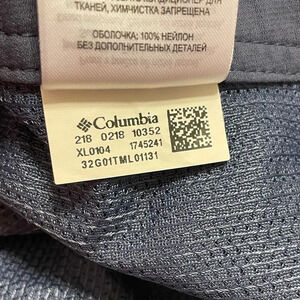 ТКАНЕЙ, ХИМЧИСТКА ЗАПРЕЩЕНА
ОБОЛОЧКА: 100% НЕЙЛОН
БЕЗ ДОПОЛНИТЕЛЬНЫХ ДЕТАЛЕЙ
Columbia
218 0218 10352
XL0104 1745241
32G01TML01131